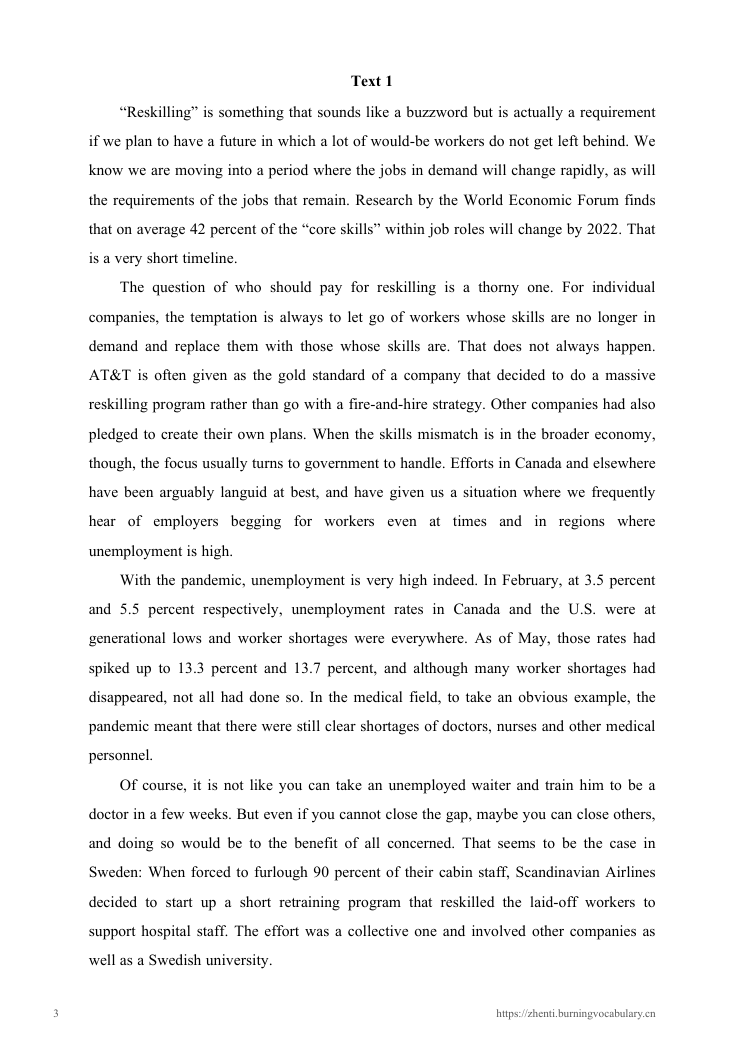 Text 1
“Reskilling” is something that sounds like a buzzword but is actually a requirement
if we plan to have a future in which a lot of would-be workers do not get left behind. We
know we are moving into a period where the jobs in demand will change rapidly, as will
the requirements of the jobs that remain. Research by the World Economic Forum finds
that on average 42 percent of the “core skills” within job roles will change by 2022. That
is a very short timeline.
The question of who should pay for reskilling is a thorny one. For individual
companies, the temptation is always to let go of workers whose skills are no longer in
demand and replace them with those whose skills are. That does not always happen.
AT&T is often given as the gold standard of a company that decided to do a massive
reskilling program rather than go with a fire-and-hire strategy. Other companies had also
pledged to create their own plans. When the skills mismatch is in the broader economy,
though, the focus usually turns to government to handle. Efforts in Canada and elsewhere
have been arguably languid at best, and have given us a situation where we frequently
hear of employers begging for workers even at times and in regions where
unemployment is high.
With the pandemic, unemployment is very high indeed. In February, at 3.5 percent
and 5.5 percent respectively, unemployment rates in Canada and the U.S. were at
generational lows and worker shortages were everywhere. As of May, those rates had
spiked up to 13.3 percent and 13.7 percent, and although many worker shortages had
disappeared, not all had done so. In the medical field, to take an obvious example, the
pandemic meant that there were still clear shortages of doctors, nurses and other medical
personnel.
Of course, it is not like you can take an unemployed waiter and train him to be a
doctor in a few weeks. But even if you cannot close the gap, maybe you can close others,
and doing so would be to the benefit of all concerned. That seems to be the case in
Sweden: When forced to furlough 90 percent of their cabin staff, Scandinavian Airlines
decided to start up a short retraining program that reskilled the laid-off workers to
support hospital staff. The effort was a collective one and involved other companies as
well as a Swedish university.
3 https://zhenti.burningvocabulary.cn